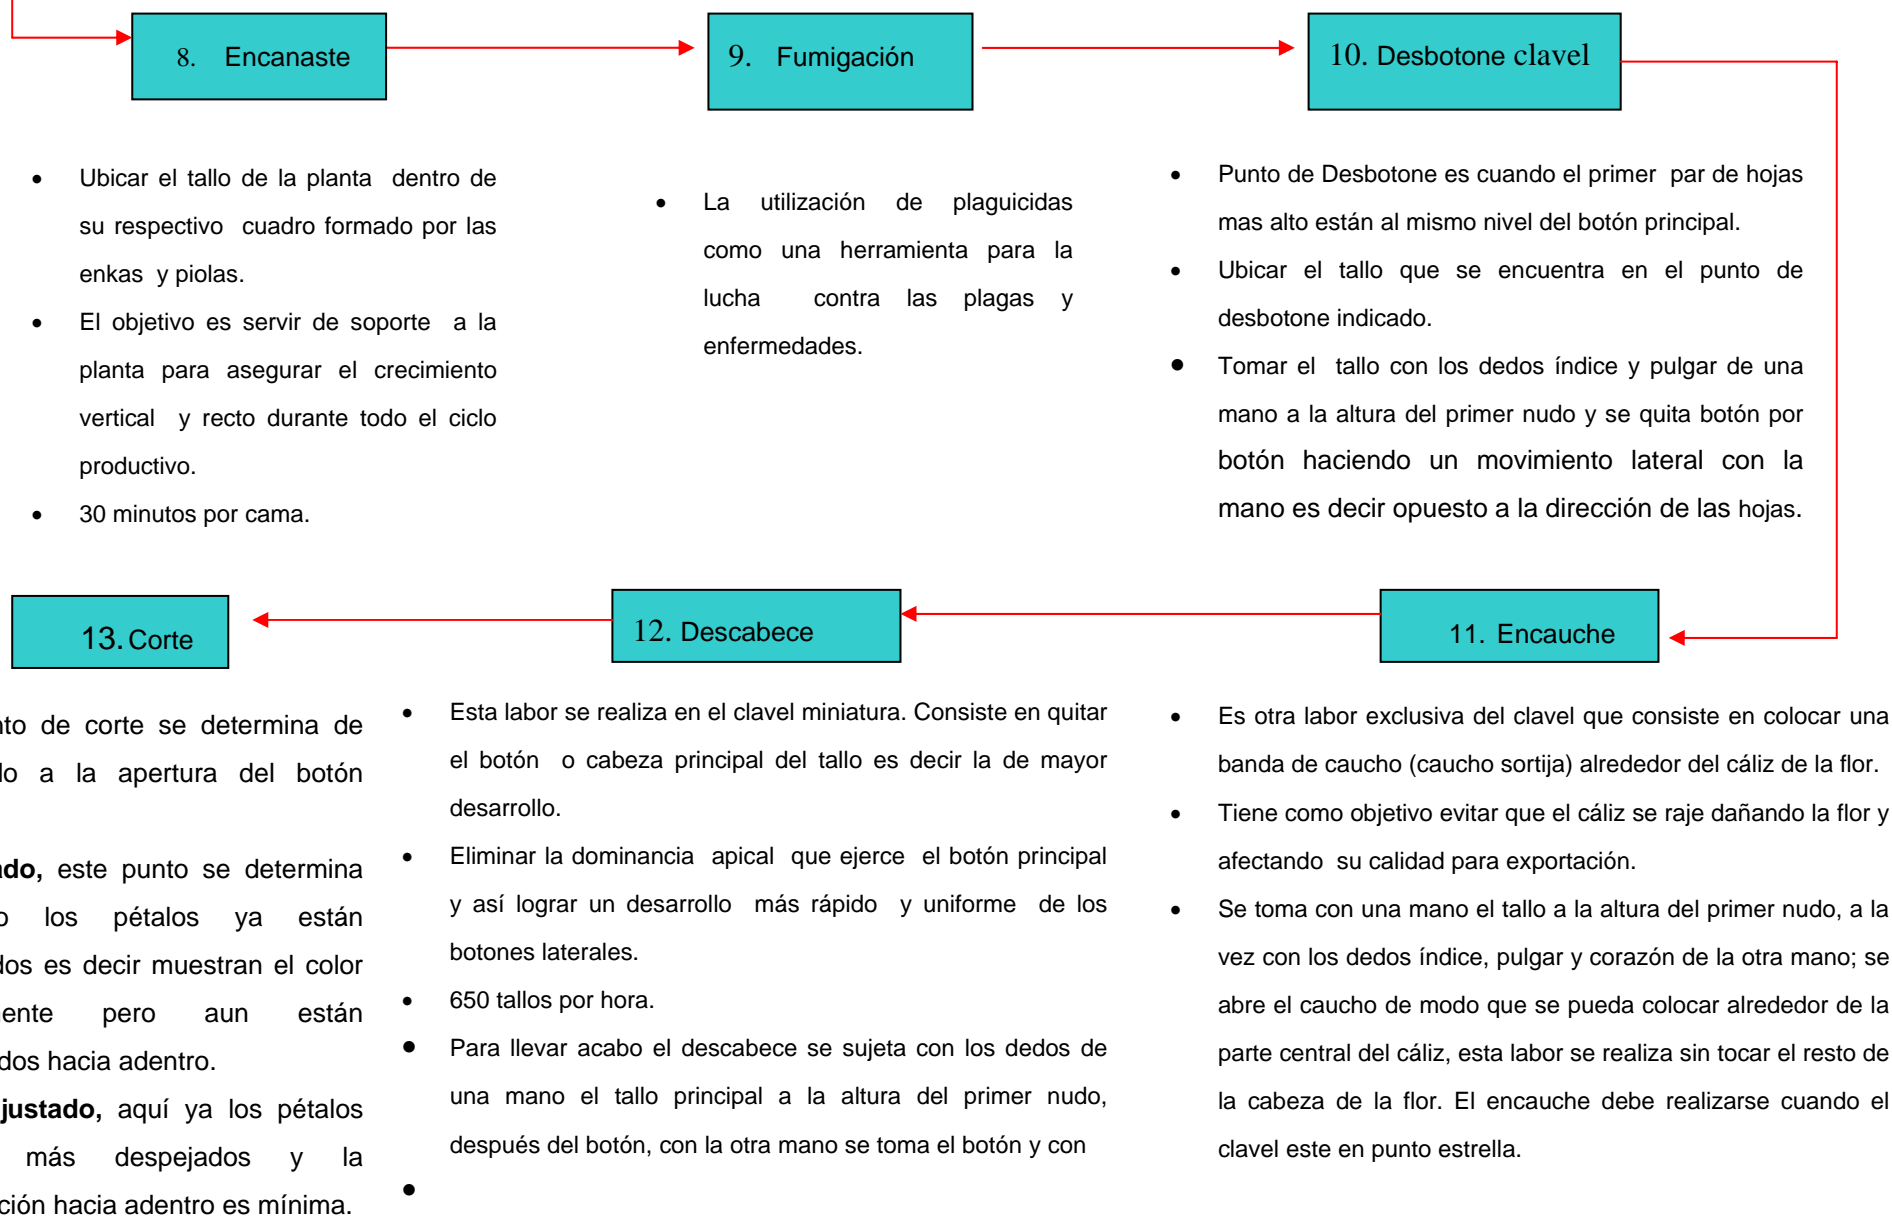 8. Encanaste
9. Fumigación
10. Desbotone clavel
• Ubicar el tallo de la planta dentro de
su respectivo cuadro formado por las
enkas y piolas.
• El objetivo es servir de soporte a la
planta para asegurar el crecimiento
vertical y recto durante todo el ciclo
productivo.
• 30 minutos por cama.
• La utilización de plaguicidas
como una herramienta para la
lucha contra las plagas y
enfermedades.
• Punto de Desbotone es cuando el primer par de hojas
mas alto están al mismo nivel del botón principal.
• Ubicar el tallo que se encuentra en el punto de
desbotone indicado.
• Tomar el tallo con los dedos índice y pulgar de una
mano a la altura del primer nudo y se quita botón por
botón haciendo un movimiento lateral con la
mano es decir opuesto a la dirección de las hojas.
13. Corte
12. Descabece
11. Encauche
nto de corte se determina de
do a la apertura del botón
ado, este punto se determina
o los pétalos ya están
dos es decir muestran el color
mente pero aun están
dos hacia adentro.
justado, aquí ya los pétalos
más despejados y la
ción hacia adentro es mínima.
• Esta labor se realiza en el clavel miniatura. Consiste en quitar
el botón o cabeza principal del tallo es decir la de mayor
desarrollo.
• Eliminar la dominancia apical que ejerce el botón principal
y así lograr un desarrollo más rápido y uniforme de los
botones laterales.
• 650 tallos por hora.
• Para llevar acabo el descabece se sujeta con los dedos de
una mano el tallo principal a la altura del primer nudo,
después del botón, con la otra mano se toma el botón y con
•
• Es otra labor exclusiva del clavel que consiste en colocar una
banda de caucho (caucho sortija) alrededor del cáliz de la flor.
• Tiene como objetivo evitar que el cáliz se raje dañando la flor y
afectando su calidad para exportación.
• Se toma con una mano el tallo a la altura del primer nudo, a la
vez con los dedos índice, pulgar y corazón de la otra mano; se
abre el caucho de modo que se pueda colocar alrededor de la
parte central del cáliz, esta labor se realiza sin tocar el resto de
la cabeza de la flor. El encauche debe realizarse cuando el
clavel este en punto estrella.